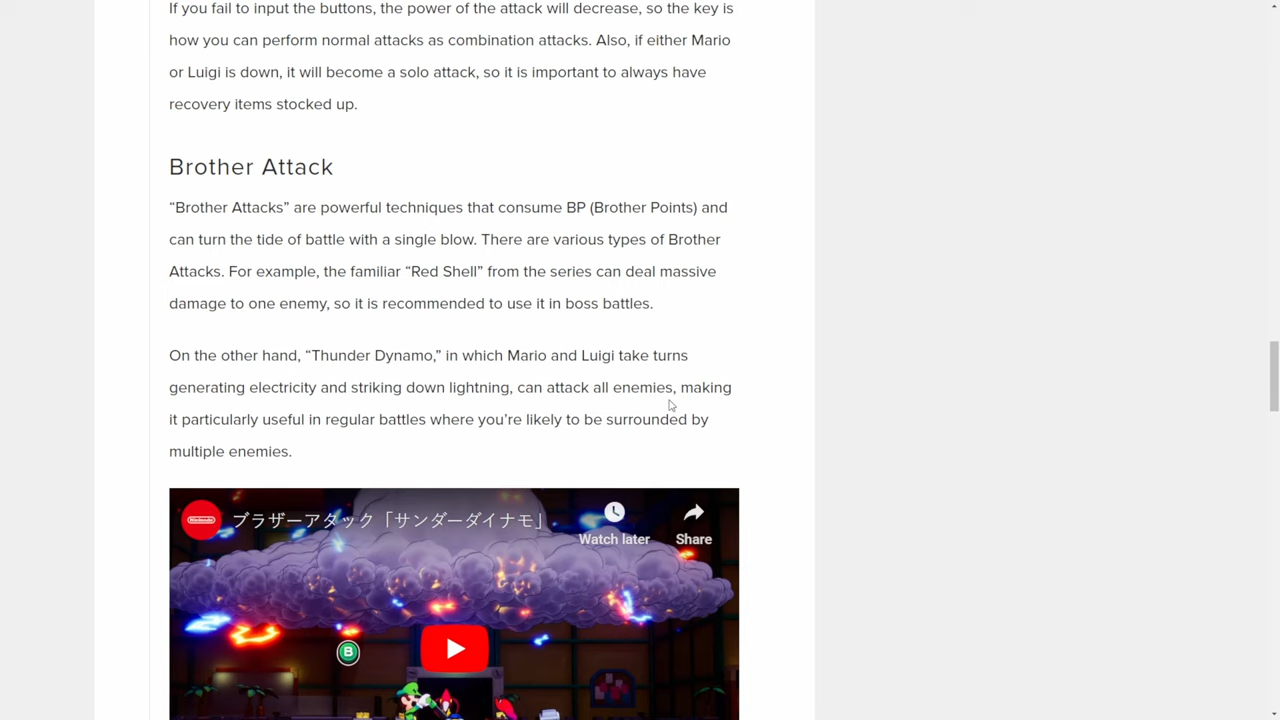 If you fail to input the buttons, the power of the attack will decrease, so the key is
how you can perform normal attacks as combination attacks. Also, if either Mario
or Luigi is down, it will become a solo attack, so it is important to always have
recovery items stocked up.
Brother Attack
“Brother Attacks” are powerful techniques that consume BP (Brother Points) and
can turn the tide of battle with a single blow. There are various types of Brother
Attacks. For example, the familiar “Red Shell” from the series can deal massive
damage to one enemy, so it is recommended to use it in boss battles.
On the other hand, “Thunder Dynamo,” in which Mario and Luigi take turns
generating electricity and striking down lightning, can attack all enemies, making
it particularly useful in regular battles where you’re likely to be surrounded by
multiple enemies.
Nintendo
ブラザーアタック「サンダーダイナモ」
Watch later
Share
B